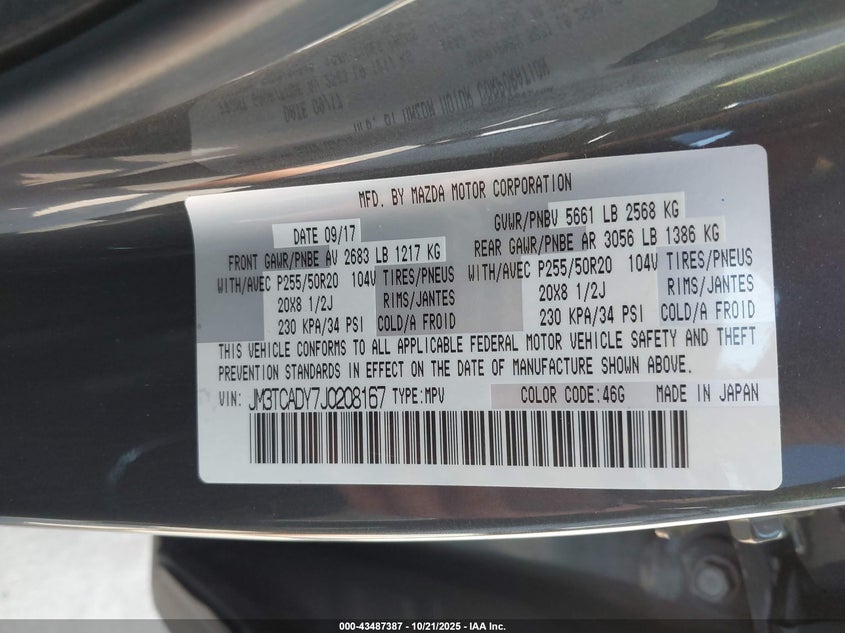 MFD. BY MAZDA MOTOR CORPORATION
DATE 09/17
GVWR/PNBV 5661 LB 2568 KG
FRONT GAWR/PNBE AV 2683 LB 1217 KG
REAR GAWR/PNBE AR 3056 LB 1386 KG
WITH/AVEC P255/50R20 104V TIRES/PNEUS
WITH/AVEC P255/50R20 104V TIRES/PNEUS
20X8 1/2J RIMS/JANTES
20X8 1/2J RIMS/JANTES
230 KPA/34 PSI COLD/A FROID
230 KPA/34 PSI COLD/A FROID
THIS VEHICLE CONFORMS TO ALL APPLICABLE FEDERAL MOTOR VEHICLE SAFETY AND THEFT
PREVENTION STANDARDS IN EFFECT ON THE DATE OF MANUFACTURE SHOWN ABOVE.
VIN: JM3TCADY7J0208167 TYPE:MPV COLOR CODE:46G MADE IN JAPAN
000-43487387 - 10/21/2025 - IAA Inc.